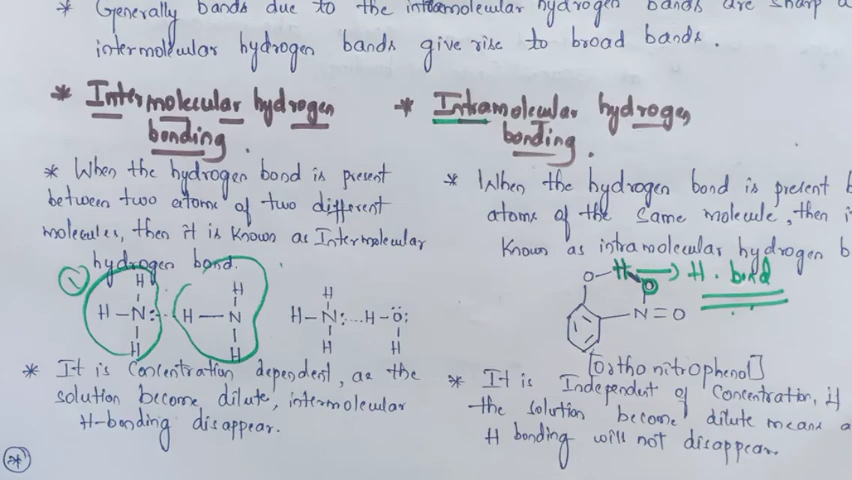 * Generally bands due to the intramolecular hydrogen bands are sharp a
intermolecular hydrogen bands give rise to broad bands.
* Intermolecular hydrogen
bonding.
* When the hydrogen bond is present
between two atoms of two different
molecules, then it is known as Intermolecular
hydrogen bond.
H H
H-N:...H-N
H H
H
H-N:...H-Ö:
H H
* It is Concentration dependent, as the
solution become dilute, intermolecular
H-bonding disappear.
* Intramolecular hydrogen
bonding.
* When the hydrogen bond is present b
atoms of the same molecule, then i
Known as intramolecular hydrogen b
O-H → H. bond
O
N=O
[Orthonitrophenol]
* It is Independent of Concentration, if
the solution become dilute means a
H bonding will not disappear.